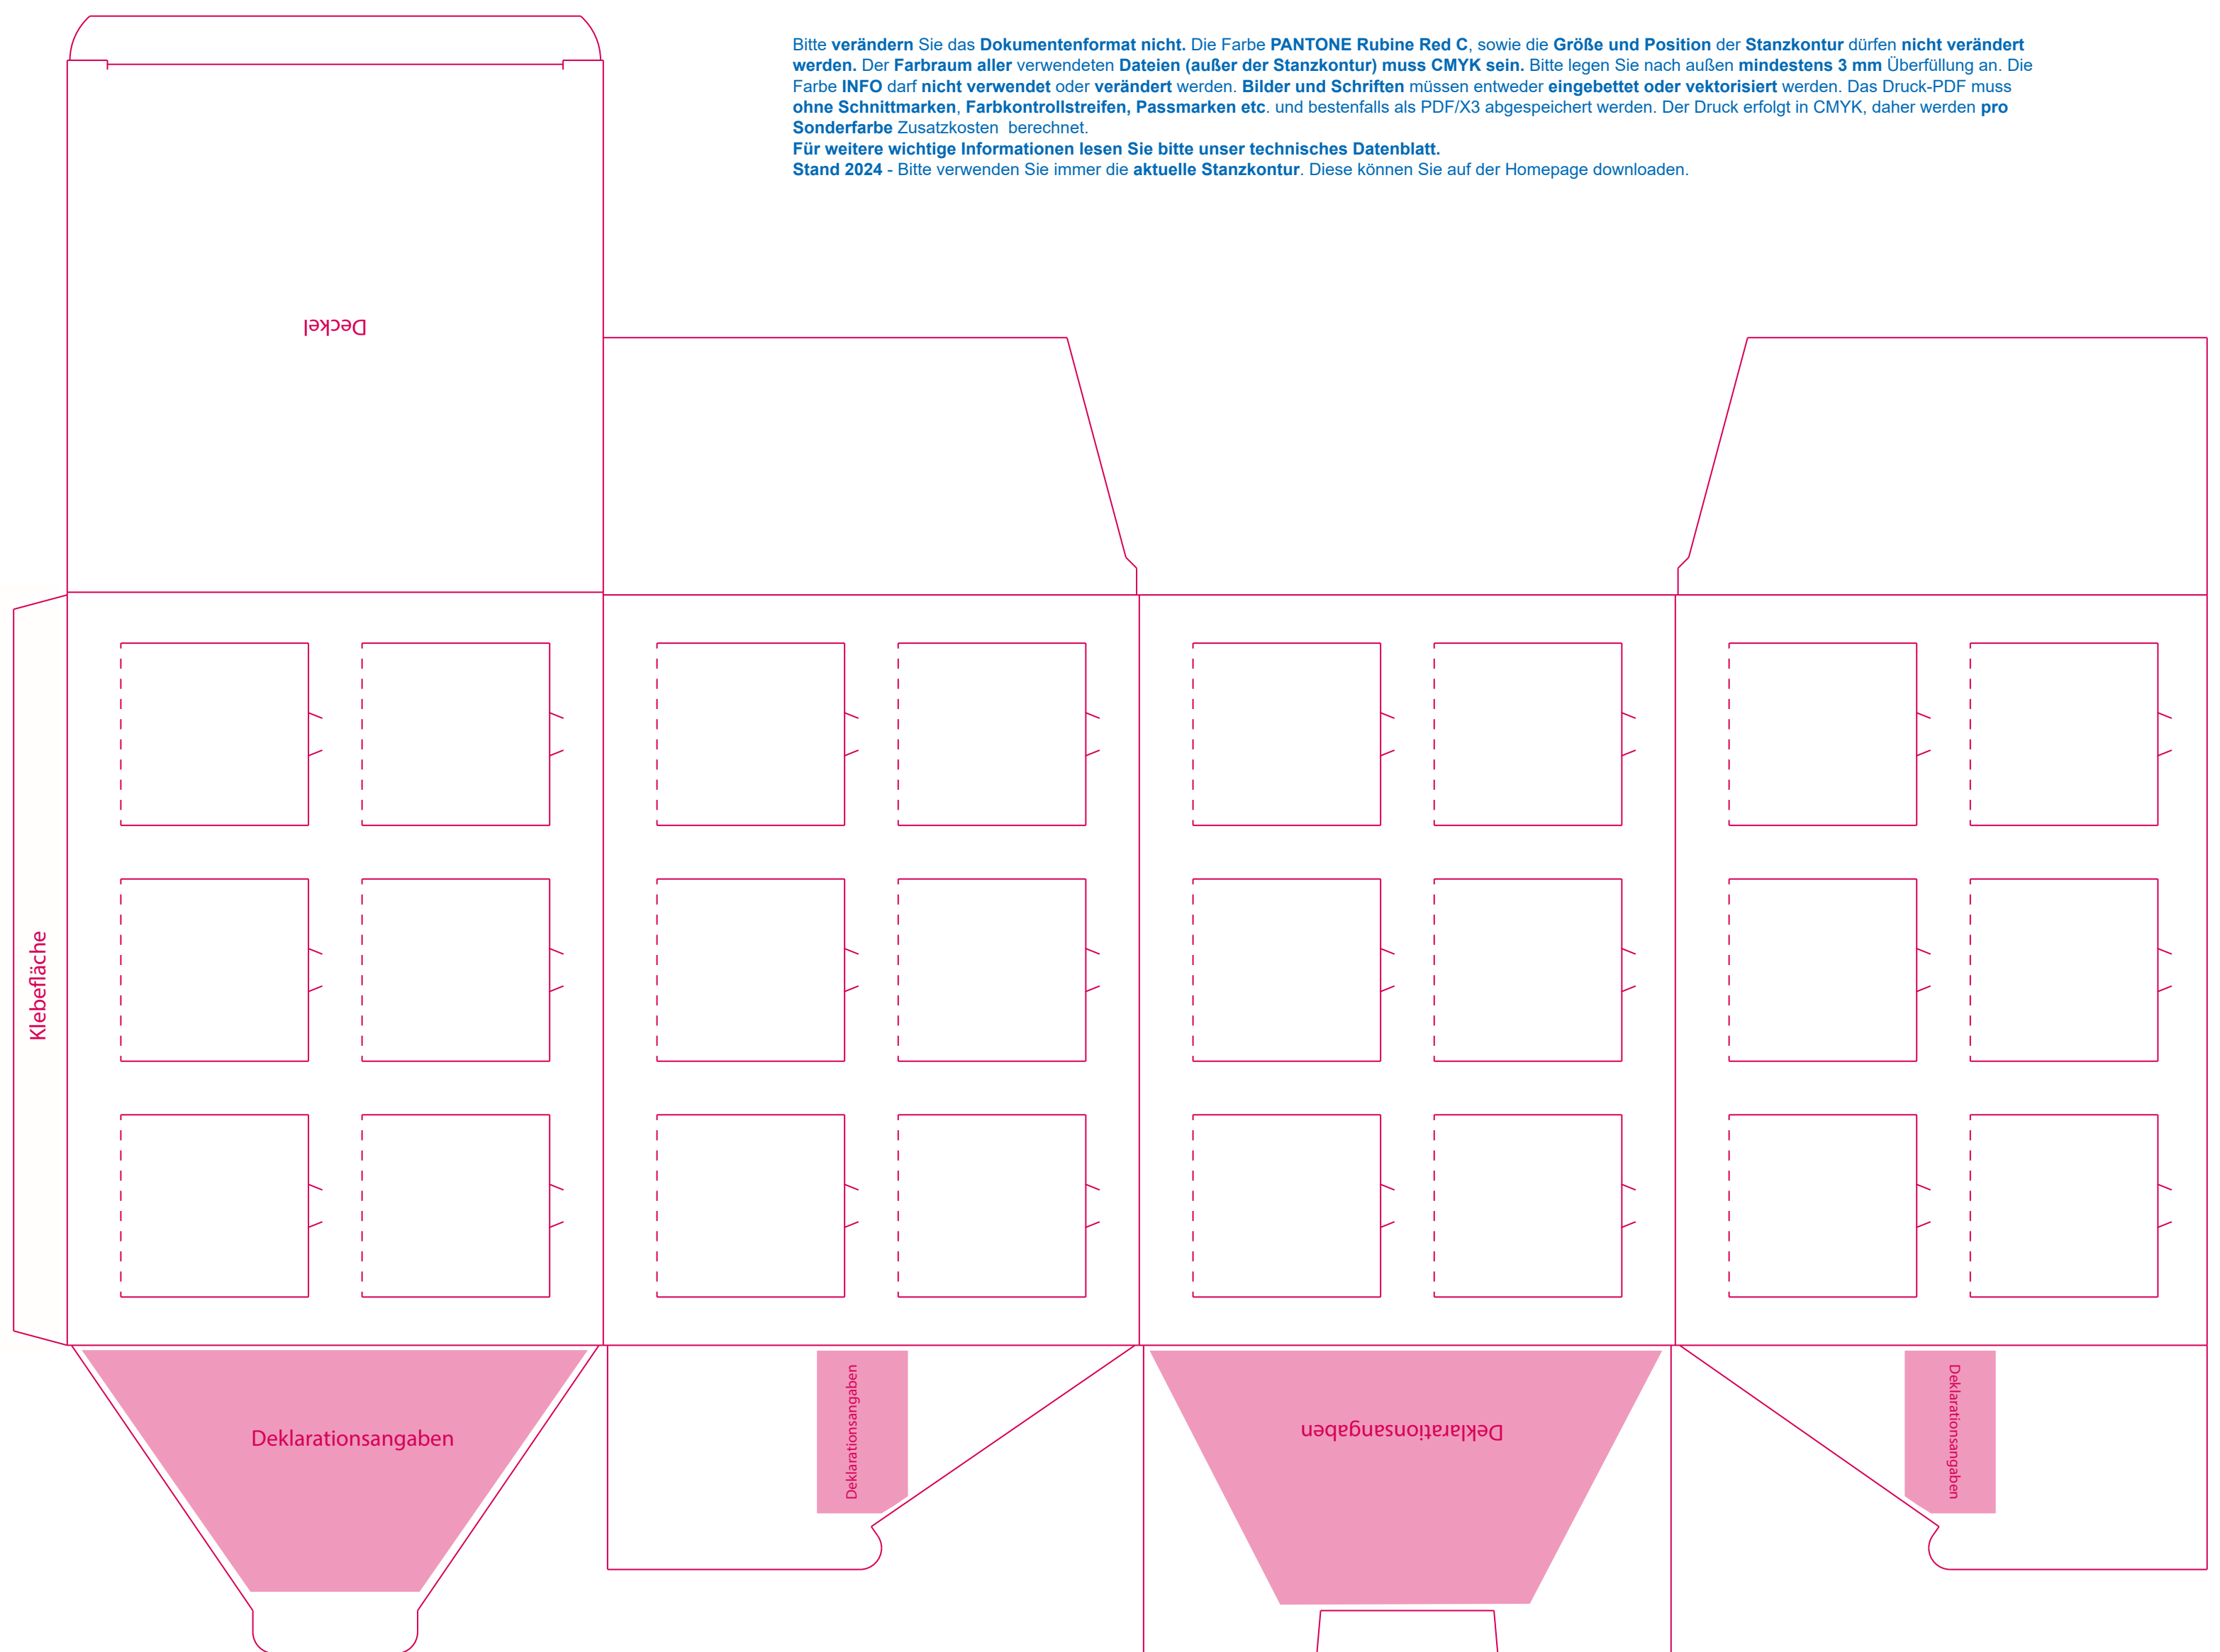 Bitte verändern Sie das Dokumentenformat nicht. Die Farbe PANTONE Rubine Red C, sowie die Größe und Position der Stanzkontur dürfen nicht verändert
werden. Der Farbraum aller verwendeten Dateien (außer der Stanzkontur) muss CMYK sein. Bitte legen Sie nach außen mindestens 3 mm Überfüllung an. Die
Farbe INFO darf nicht verwendet oder verändert werden. Bilder und Schriften müssen entweder eingebettet oder vektorisiert werden. Das Druck-PDF muss
ohne Schnittmarken, Farbkontrollstreifen, Passmarken etc. und bestenfalls als PDF/X3 abgespeichert werden. Der Druck erfolgt in CMYK, daher werden pro
Sonderfarbe Zusatzkosten berechnet.
Für weitere wichtige Informationen lesen Sie bitte unser technisches Datenblatt.
Stand 2024 - Bitte verwenden Sie immer die aktuelle Stanzkontur. Diese können Sie auf der Homepage downloaden.
Deckel
Klebefläche
Deklarationsangaben
Deklarationsangaben
Deklarationsangaben
Deklarationsangaben